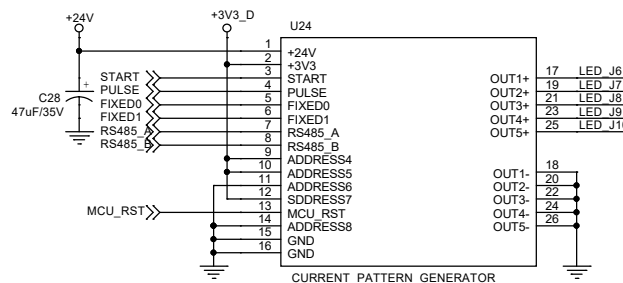 +24V
+3V3_D
U24
C28
47uF/35V
START
PULSE
FIXED0
FIXED1
RS485_A
RS485_B
MCU_RST
1 +24V
2 +3V3
3 START
4 PULSE
5 FIXED0
6 FIXED1
7 RS485_A
8 RS485_B
9 ADDRESS4
10 ADDRESS5
11 ADDRESS6
12 SDDRESS7
13 MCU_RST
14 ADDRESS8
15 GND
16 GND
OUT1+ 17 LED_J6
OUT2+ 19 LED_J7
OUT3+ 21 LED_J8
OUT4+ 23 LED_J9
OUT5+ 25 LED_J10
OUT1- 18
OUT2- 20
OUT3- 22
OUT4- 24
OUT5- 26
CURRENT PATTERN GENERATOR